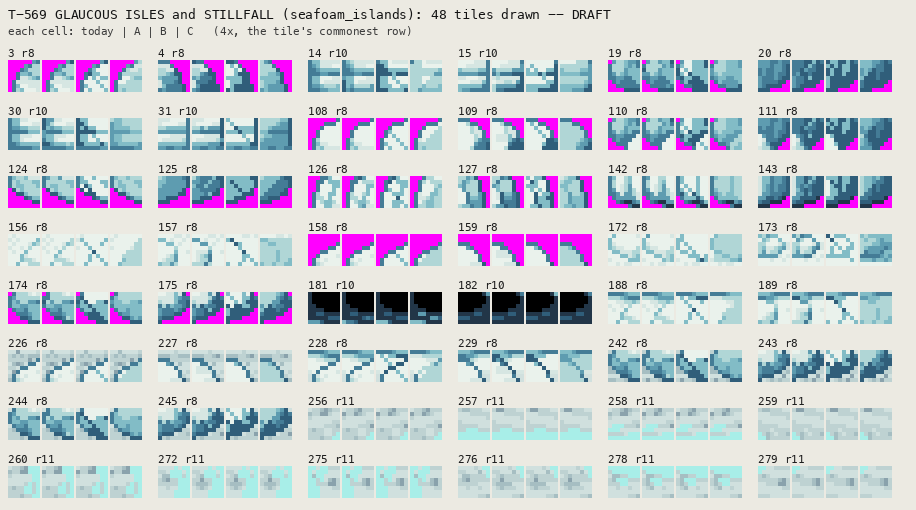 T−569 GLAUCOUS ISLES and STILLFALL (seafoam_islands): 48 tiles drawn −− DRAFT
each cell: today | A | B | C   (4x, the tile's commonest row)
3 r8 4 r8 14 r10 15 r10 19 r8 20 r8
30 r10 31 r10 108 r8 109 r8 110 r8 111 r8
124 r8 125 r8 126 r8 127 r8 142 r8 143 r8
156 r8 157 r8 158 r8 159 r8 172 r8 173 r8
174 r8 175 r8 181 r10 182 r10 188 r8 189 r8
226 r8 227 r8 228 r8 229 r8 242 r8 243 r8
244 r8 245 r8 256 r11 257 r11 258 r11 259 r11
260 r11 272 r11 275 r11 276 r11 278 r11 279 r11